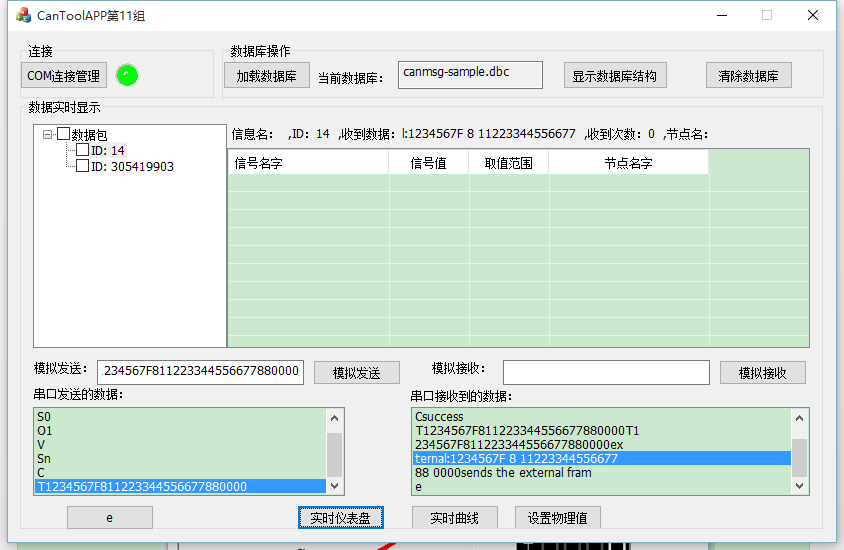 CanToolAPP第11组
连接
数据库操作
COM连接管理
加载数据库
当前数据库：
canmsg-sample.dbc
显示数据库结构
清除数据库
数据实时显示
数据包
ID: 14
ID: 305419903
信息名： ,ID: 14 ,收到数据: l:1234567F 8 11223344556677 ,收到次数: 0 ,节点名:
信号名字 信号值 取值范围 节点名字
模拟发送：
.234567F811223344556677880000
模拟发送
模拟接收：
模拟接收
串口发送的数据：
S0
O1
V
Sn
C
T1234567F811223344556677880000
串口接收到的数据：
Csuccess
T1234567F811223344556677880000T1
234567F811223344556677880000ex
ternal:1234567F 8 11223344556677
88 0000sends the external fram
e
e
实时仪表盘
实时曲线
设置物理值